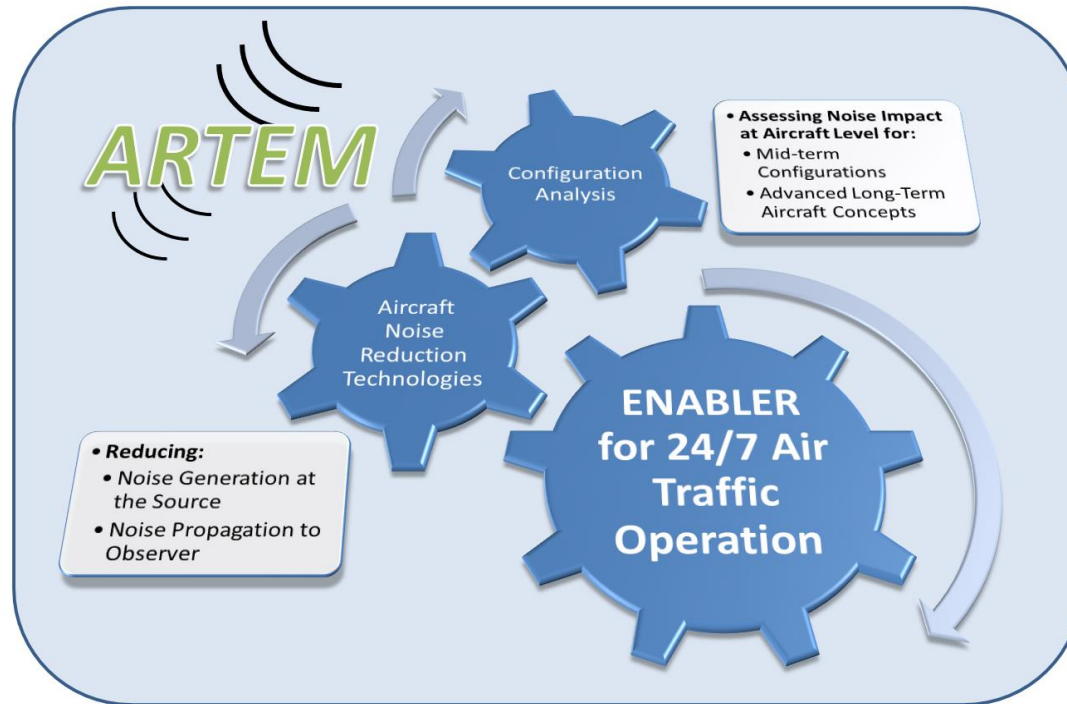 ARTEM
Configuration
Analysis
• Assessing Noise Impact
at Aircraft Level for:
• Mid-term
Configurations
• Advanced Long-Term
Aircraft Concepts
Aircraft
Noise
Reduction
Technologies
• Reducing:
• Noise Generation at
the Source
• Noise Propagation to
Observer
ENABLER
for 24/7 Air
Traffic
Operation